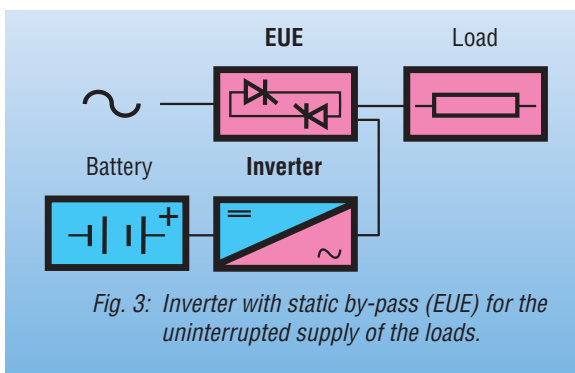 EUE
Load
Battery
Inverter
Fig. 3: Inverter with static by-pass (EUE) for the
uninterrupted supply of the loads.